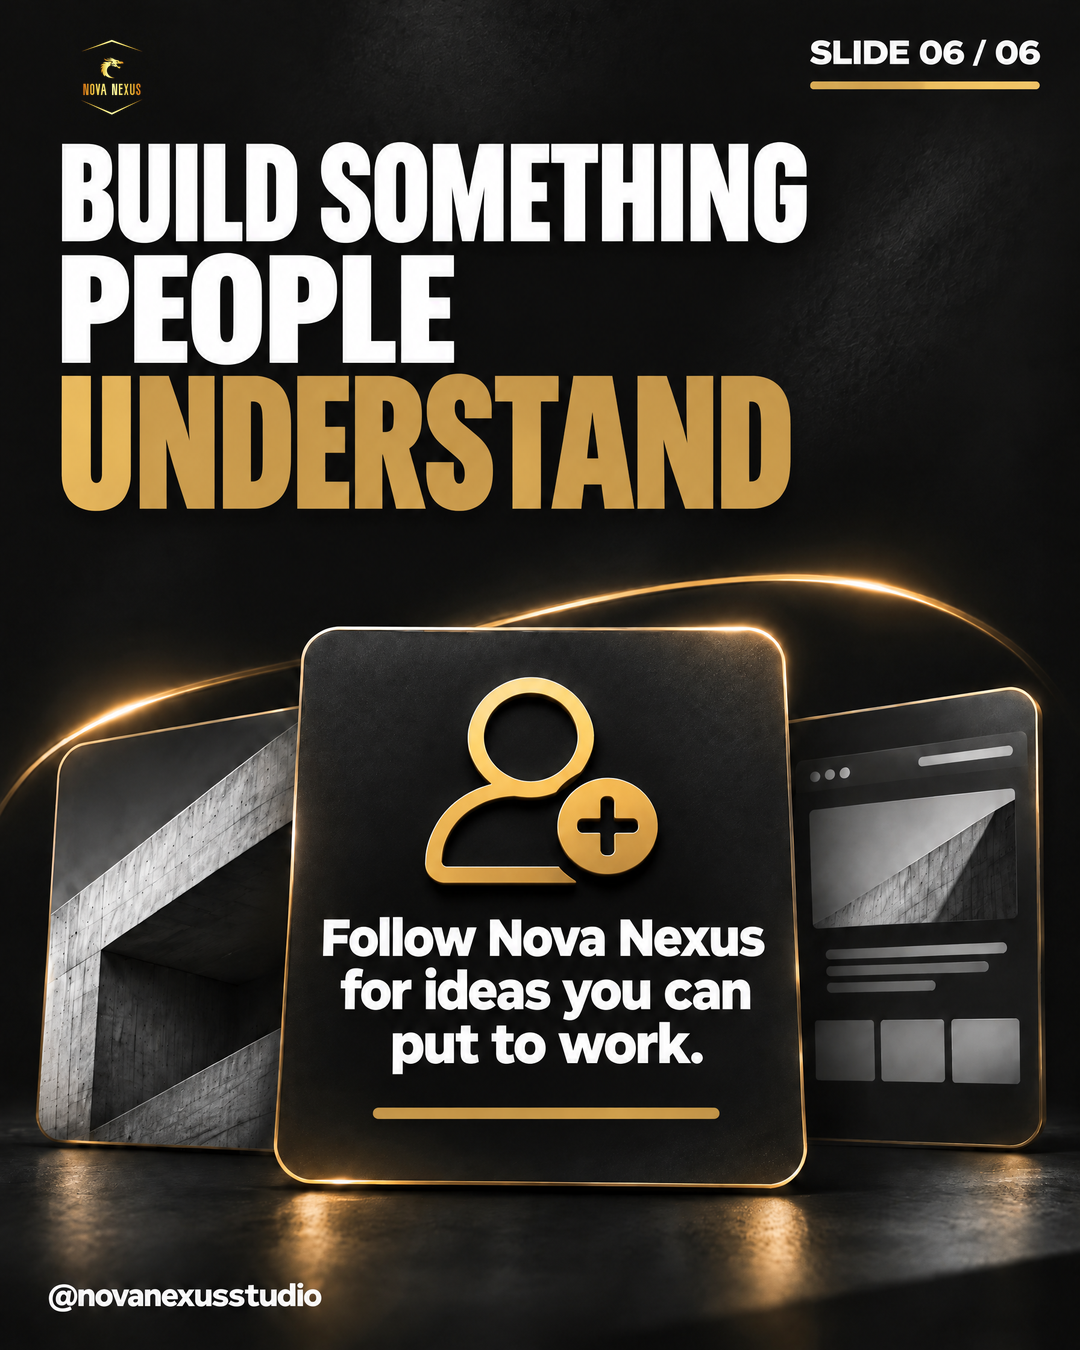 NOVA NEXUS
SLIDE 06 / 06
BUILD SOMETHING
PEOPLE
UNDERSTAND
Follow Nova Nexus
for ideas you can
put to work.
@novanexusstudio